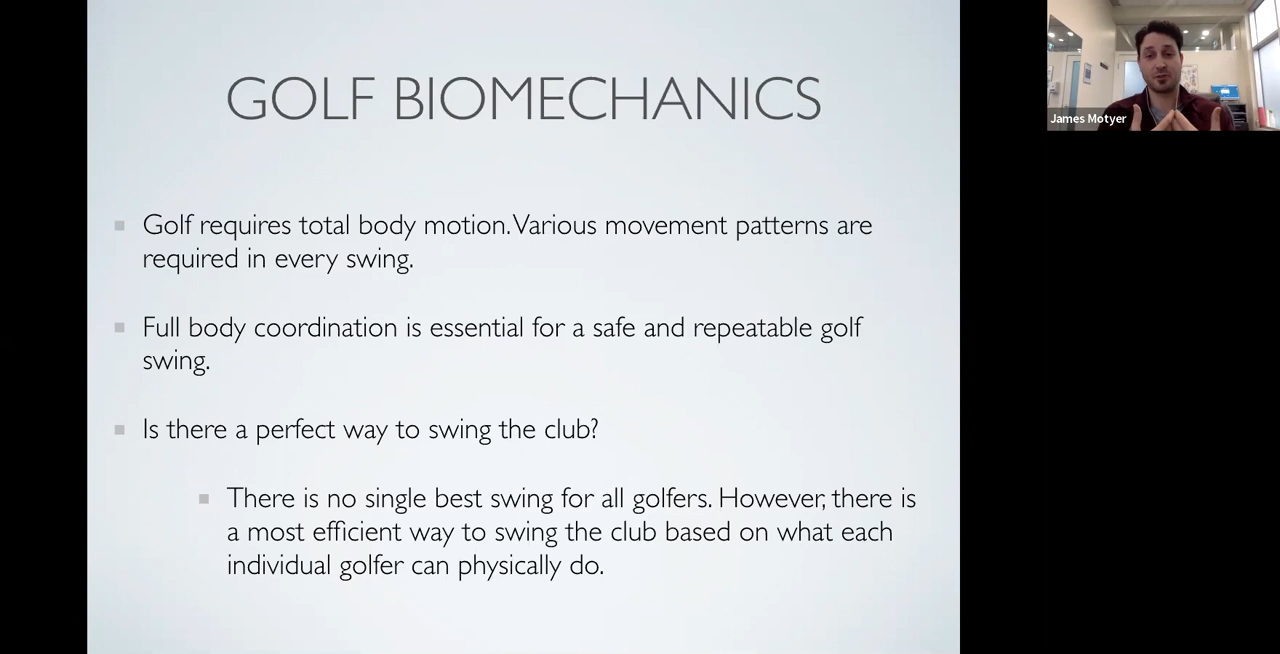 GOLF BIOMECHANICS
Golf requires total body motion. Various movement patterns are
required in every swing.
Full body coordination is essential for a safe and repeatable golf
swing.
Is there a perfect way to swing the club?
There is no single best swing for all golfers. However, there is
a most efficient way to swing the club based on what each
individual golfer can physically do.
James Motyer